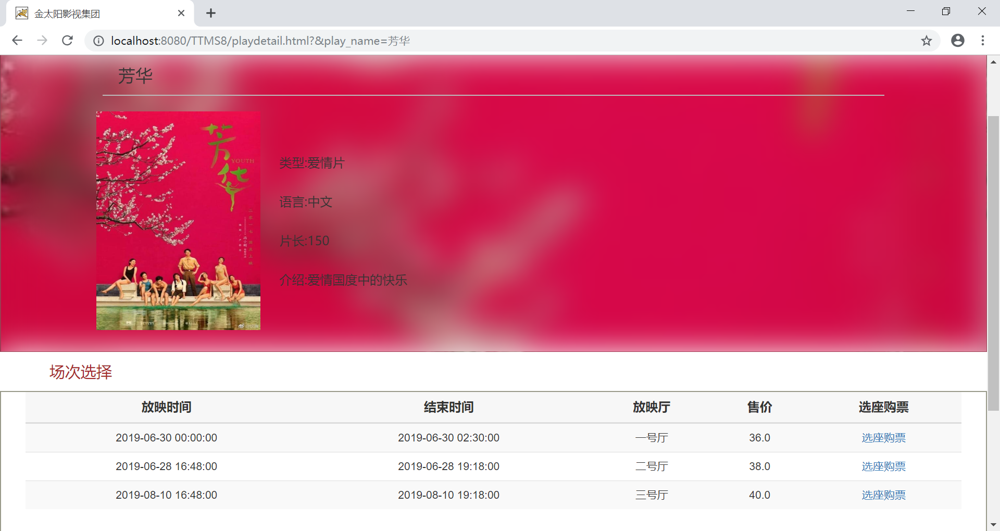 金太阳影视集团
localhost:8080/TTMS8/playdetail.html?&play_name=芳华
芳华
芳
YOUTH
华
类型:爱情片
语言:中文
片长:150
介绍:爱情国度中的快乐
场次选择
放映时间 结束时间 放映厅 售价 选座购票
2019-06-30 00:00:00 2019-06-30 02:30:00 一号厅 36.0 选座购票
2019-06-28 16:48:00 2019-06-28 19:18:00 二号厅 38.0 选座购票
2019-08-10 16:48:00 2019-08-10 19:18:00 三号厅 40.0 选座购票